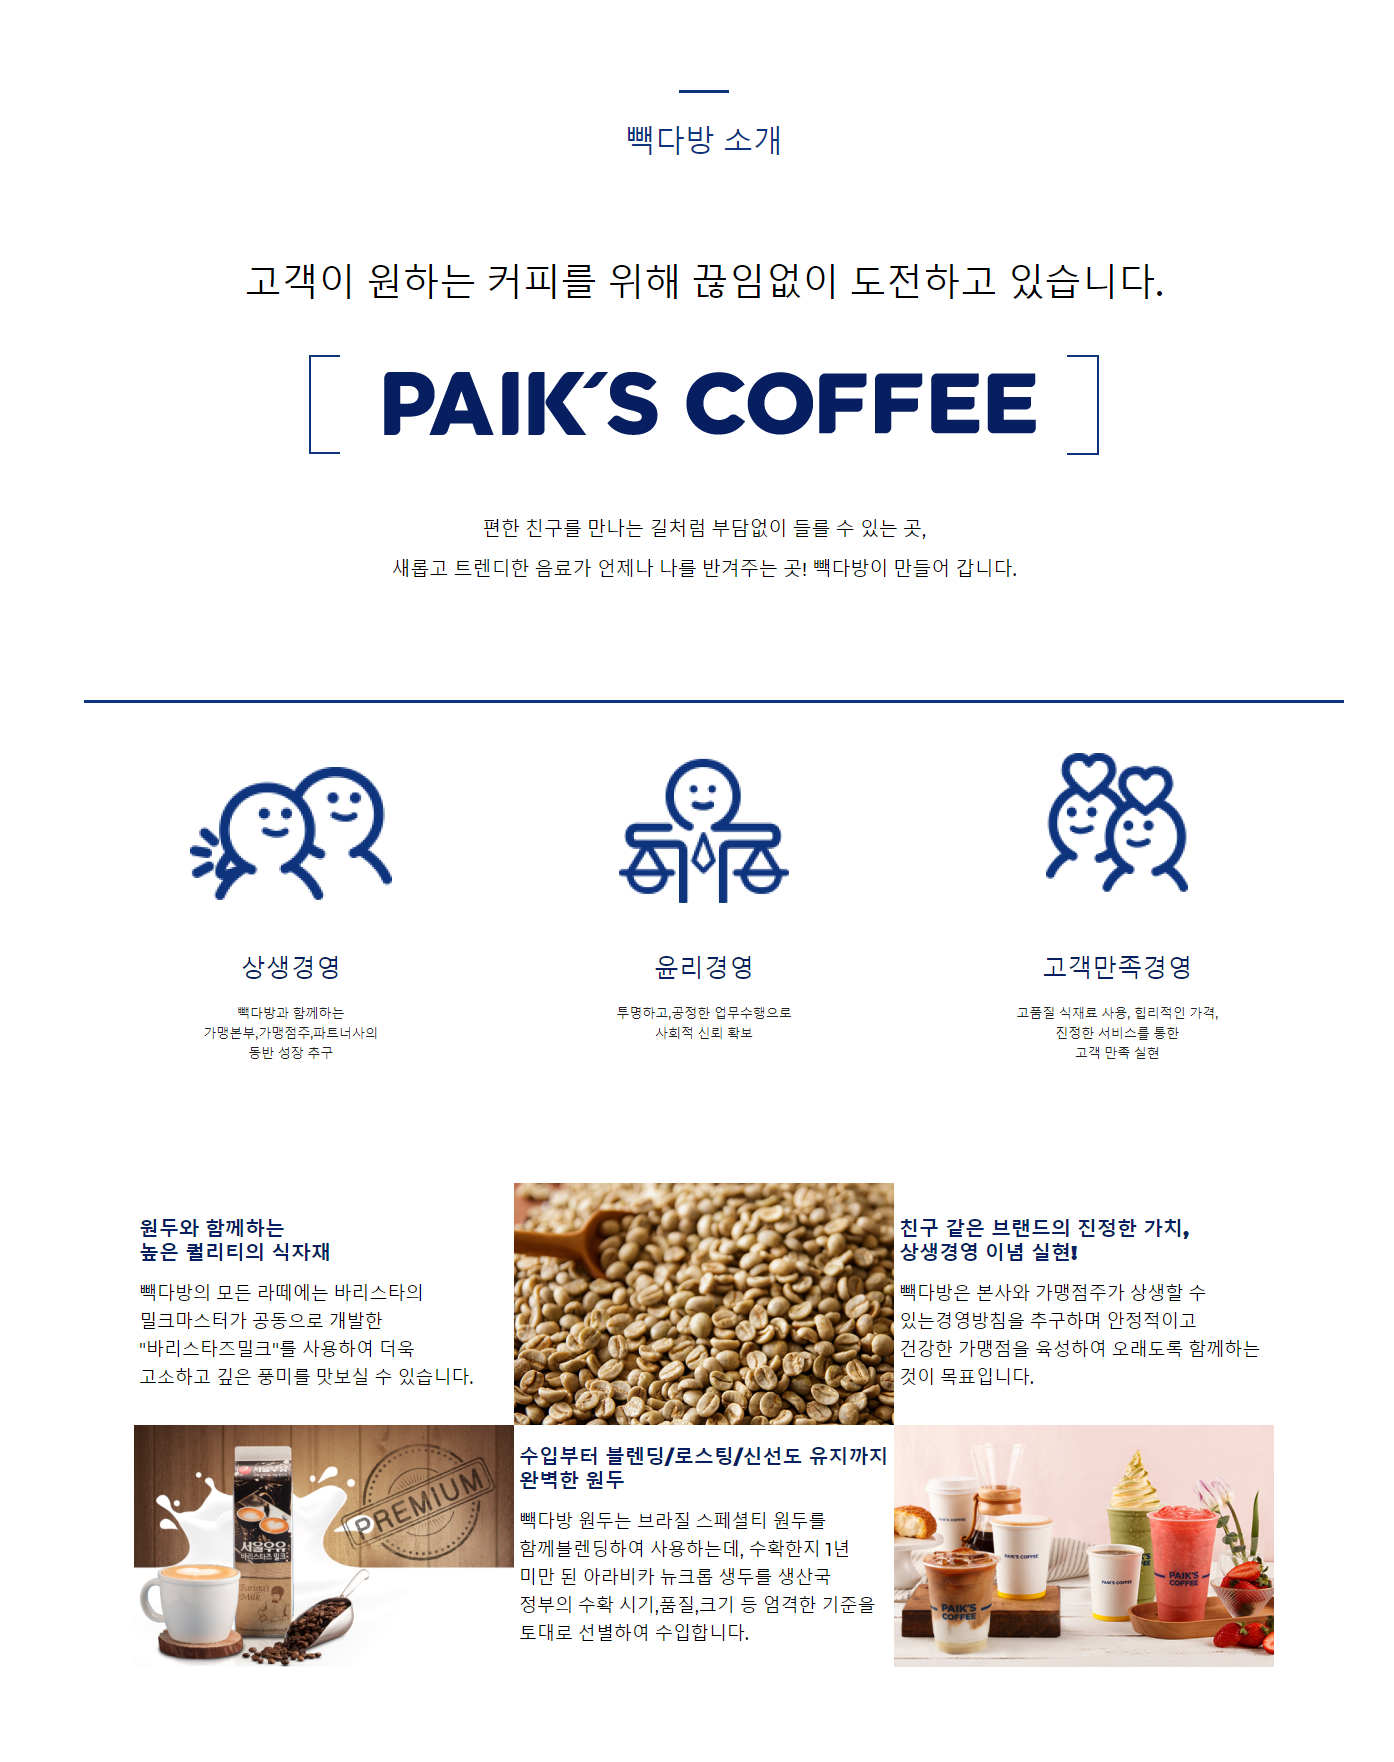 빽다방 소개
고객이 원하는 커피를 위해 끊임없이 도전하고 있습니다.
PAIK'S COFFEE
편한 친구를 만나는 길처럼 부담없이 들를 수 있는 곳,
새롭고 트렌디한 음료가 언제나 나를 반겨주는 곳! 빽다방이 만들어 갑니다.
상생경영
빽다방과 함께하는
가맹본부,가맹점주,파트너사의
동반 성장 추구
윤리경영
투명하고,공정한 업무수행으로
사회적 신뢰 확보
고객만족경영
고품질 식재료 사용, 힙리적인 가격,
진정한 서비스를 통한
고객 만족 실현
원두와 함께하는
높은 퀄리티의 식자재
빽다방의 모든 라떼에는 바리스타의
밀크마스터가 공동으로 개발한
"바리스타즈밀크"를 사용하여 더욱
고소하고 깊은 풍미를 맛보실 수 있습니다.
친구 같은 브랜드의 진정한 가치,
상생경영 이념 실현!
빽다방은 본사와 가맹점주가 상생할 수
있는경영방침을 추구하며 안정적이고
건강한 가맹점을 육성하여 오래도록 함께하는
것이 목표입니다.
PREMIUM
서울우유
바리스타즈 밀크
Barista's
Milk
수입부터 블렌딩/로스팅/신선도 유지까지
완벽한 원두
빽다방 원두는 브라질 스페셜티 원두를
함께블렌딩하여 사용하는데, 수확한지 1년
미만 된 아라비카 뉴크롭 생두를 생산국
정부의 수확 시기,품질,크기 등 엄격한 기준을
토대로 선별하여 수입합니다.
PAIK'S COFFEE
PAIK'S COFFEE
PAIK'S
COFFEE
PAIK'S
COFFEE